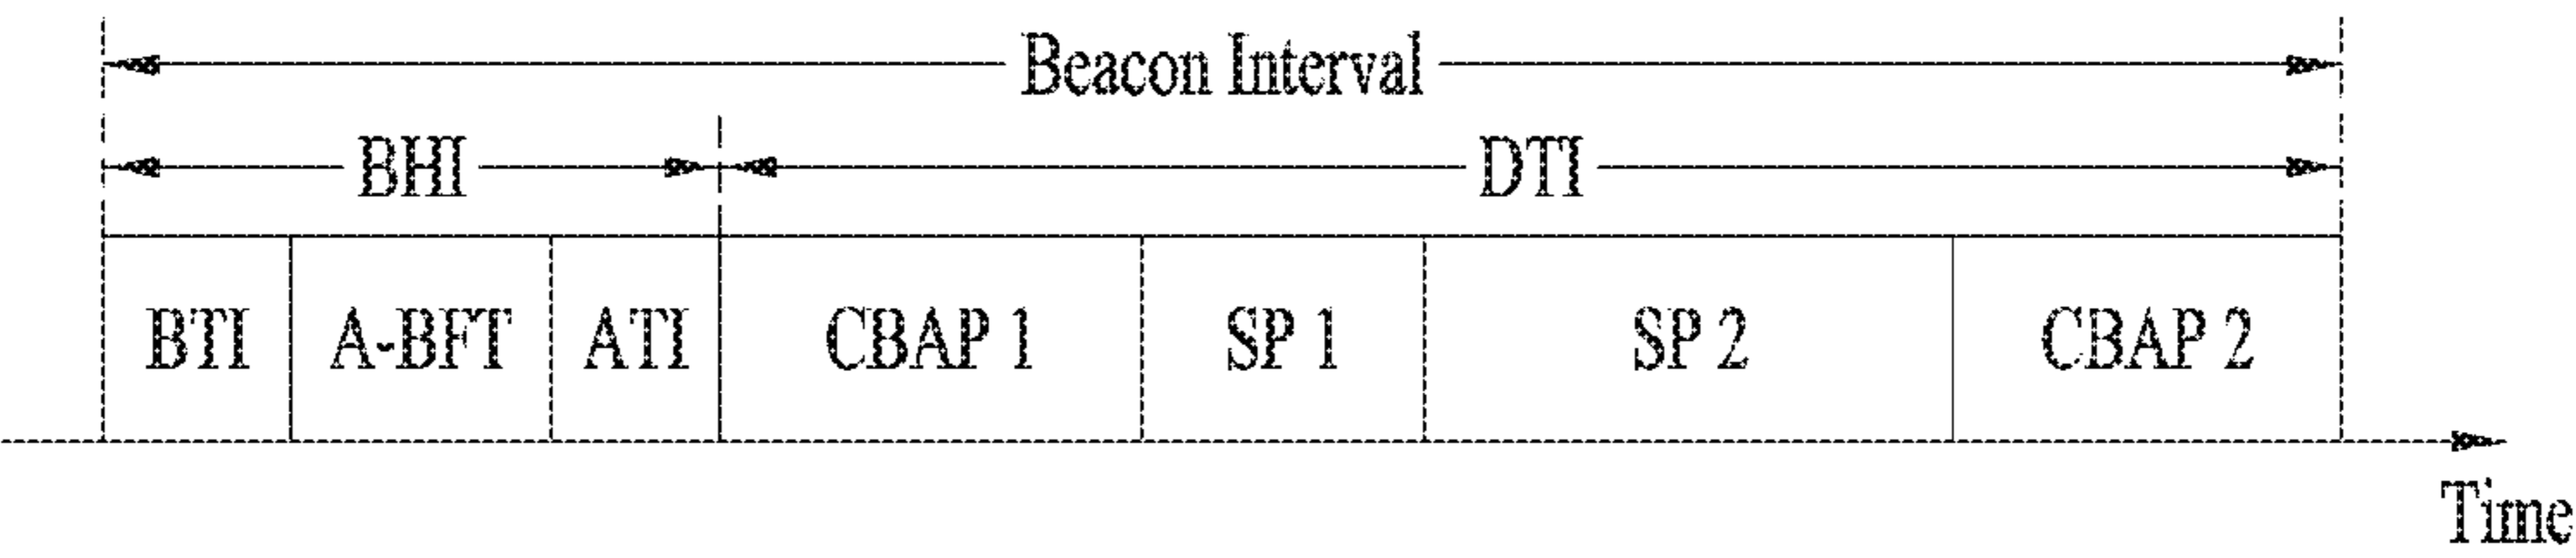 Beacon Interval
BHI DTI
BTI A-BFT ATI CBAP 1 SP 1 SP 2 CBAP 2
Time